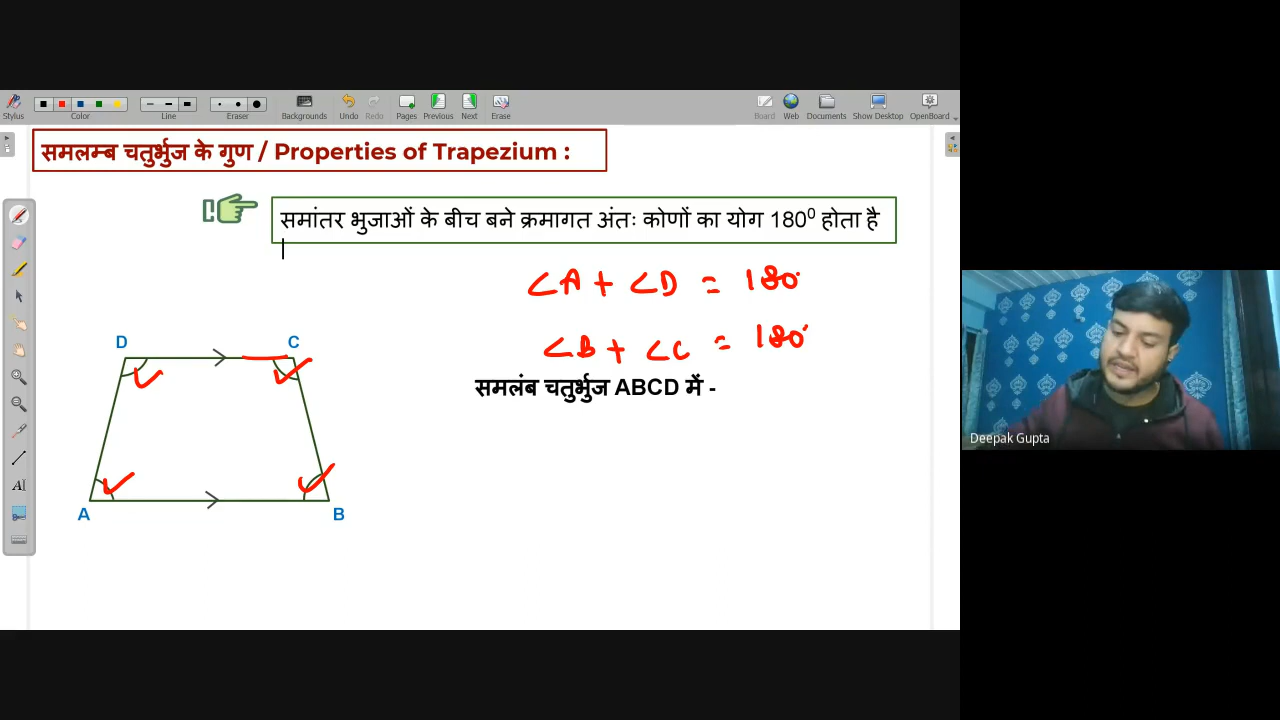 Stylus
Color
Line
Eraser
Backgrounds
Undo
Redo
Pages
Previous
Next
Erase
Board
Web
Documents
Show Desktop
OpenBoard
समलम्ब चतुर्भुज के गुण / Properties of Trapezium :
समांतर भुजाओं के बीच बने क्रमागत अंतः कोणों का योग 180⁰ होता है
|
∠A + ∠D = 180°
∠B + ∠C = 180°
समलंब चतुर्भुज ABCD में -
D
C
A
B
AI
Deepak Gupta